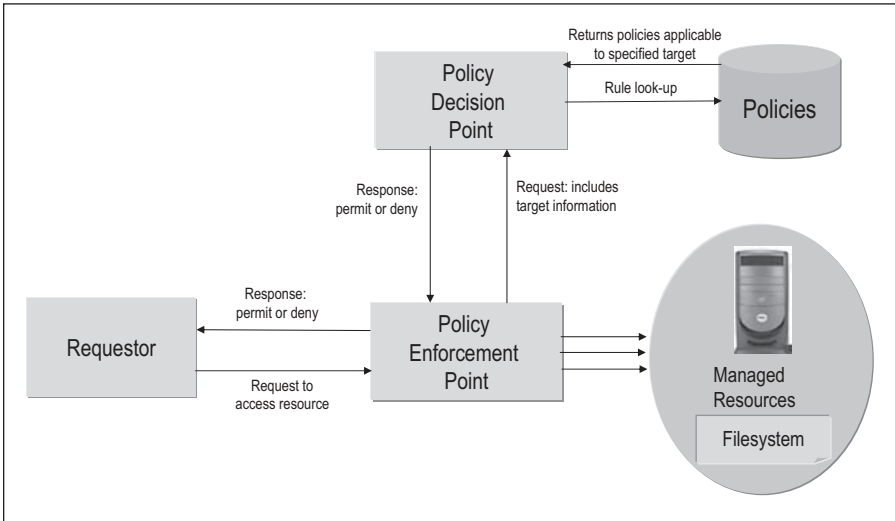 Returns policies applicable
to specified target
Policy
Decision
Point
Rule look-up
Policies
Response:
permit or deny
Request: includes
target information
Response:
permit or deny
Requestor
Policy
Enforcement
Point
Request to
access resource
Managed
Resources
Filesystem